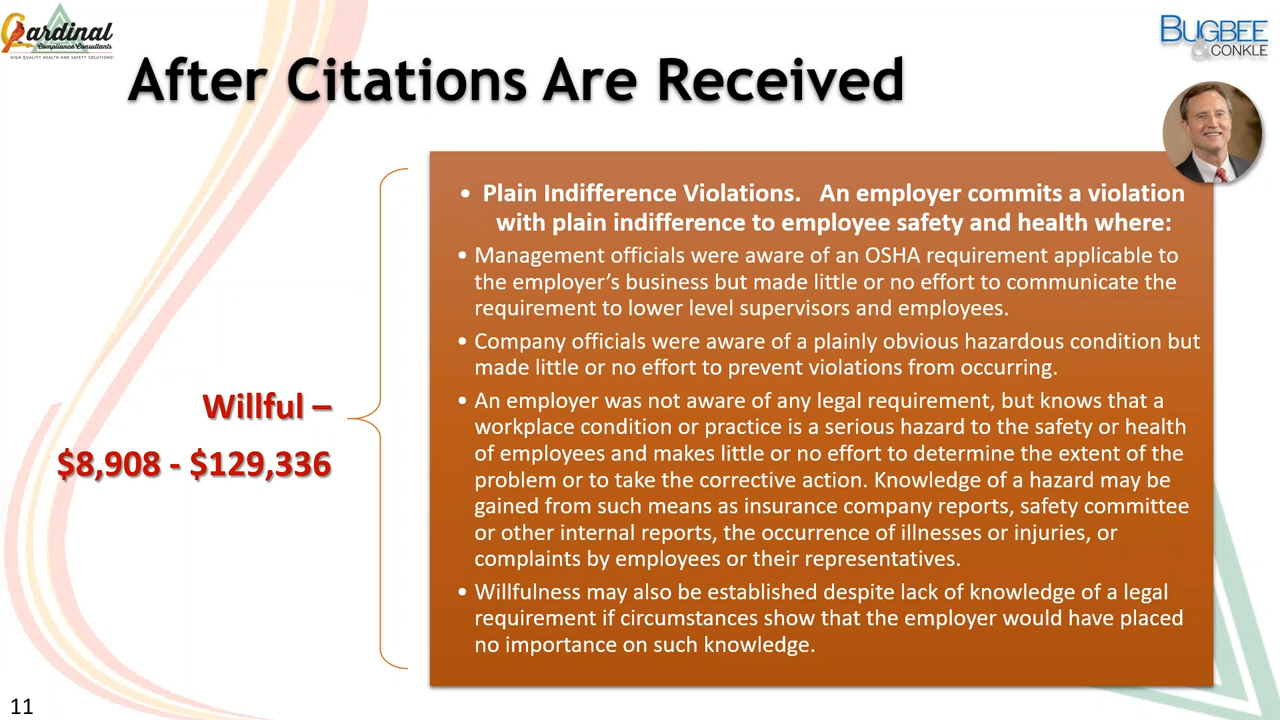 Cardinal
Compliance Consultants
HIGH QUALITY HEALTH AND SAFETY SOLUTIONS!
BUGBEE
& CONKLE
After Citations Are Received
Willful –
$8,908 - $129,336
• Plain Indifference Violations.   An employer commits a violation
with plain indifference to employee safety and health where:
• Management officials were aware of an OSHA requirement applicable to
the employer’s business but made little or no effort to communicate the
requirement to lower level supervisors and employees.
• Company officials were aware of a plainly obvious hazardous condition but
made little or no effort to prevent violations from occurring.
• An employer was not aware of any legal requirement, but knows that a
workplace condition or practice is a serious hazard to the safety or health
of employees and makes little or no effort to determine the extent of the
problem or to take the corrective action. Knowledge of a hazard may be
gained from such means as insurance company reports, safety committee
or other internal reports, the occurrence of illnesses or injuries, or
complaints by employees or their representatives.
• Willfulness may also be established despite lack of knowledge of a legal
requirement if circumstances show that the employer would have placed
no importance on such knowledge.
11